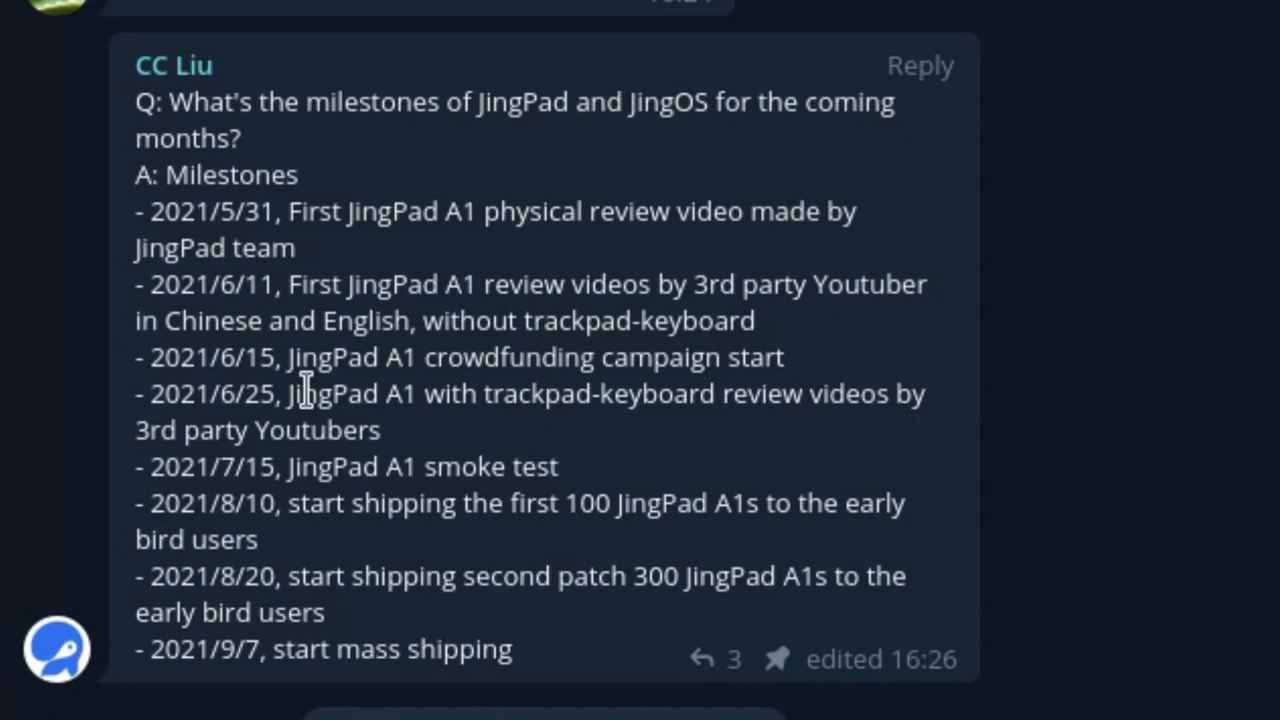 CC Liu
Reply
Q: What's the milestones of JingPad and JingOS for the coming
months?
A: Milestones
- 2021/5/31, First JingPad A1 physical review video made by
JingPad team
- 2021/6/11, First JingPad A1 review videos by 3rd party Youtuber
in Chinese and English, without trackpad-keyboard
- 2021/6/15, JingPad A1 crowdfunding campaign start
- 2021/6/25, JingPad A1 with trackpad-keyboard review videos by
3rd party Youtubers
- 2021/7/15, JingPad A1 smoke test
- 2021/8/10, start shipping the first 100 JingPad A1s to the early
bird users
- 2021/8/20, start shipping second patch 300 JingPad A1s to the
early bird users
- 2021/9/7, start mass shipping
3 edited 16:26